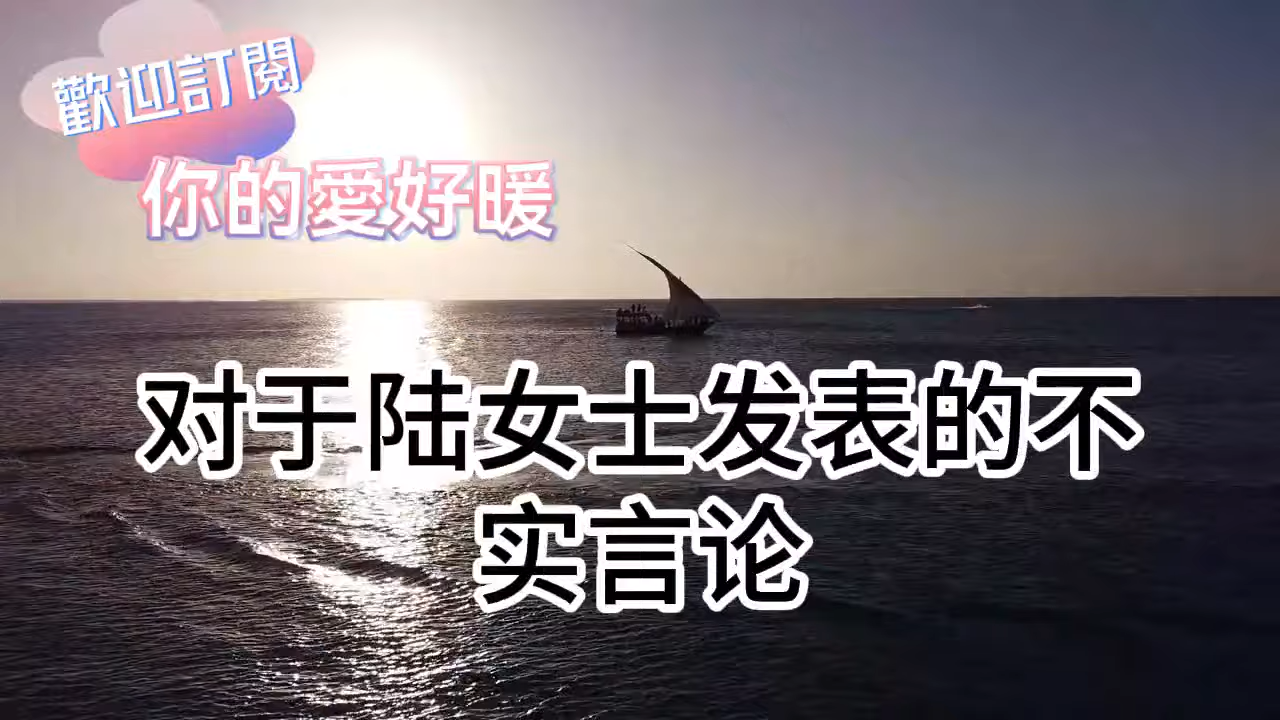 歡迎訂閱
你的愛好暖
对于陆女士发表的不
实言论